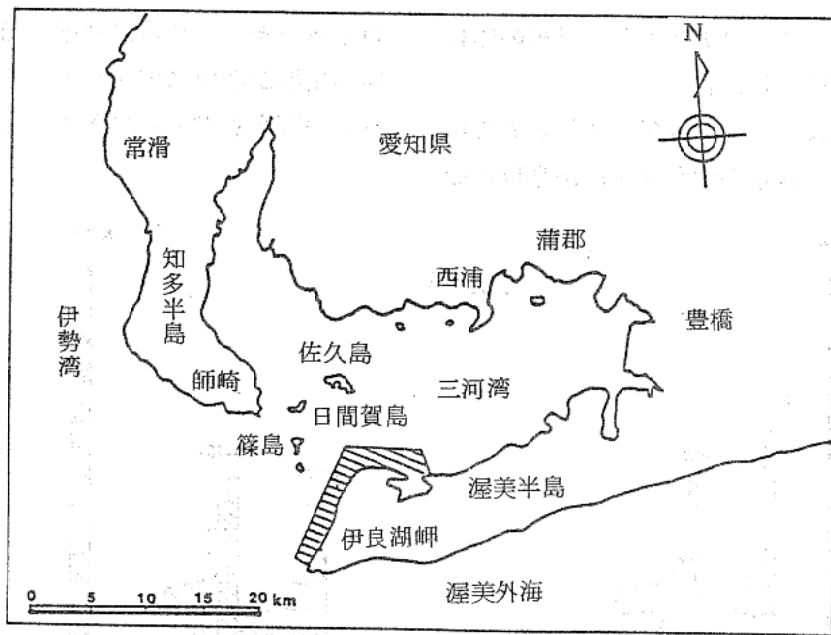 N
常滑
愛知県
蒲郡
西浦
知多半島
伊勢湾
豊橋
佐久島
師崎
三河湾
日間賀島
篠島
渥美半島
伊良湖岬
渥美外海
0 10 20 km